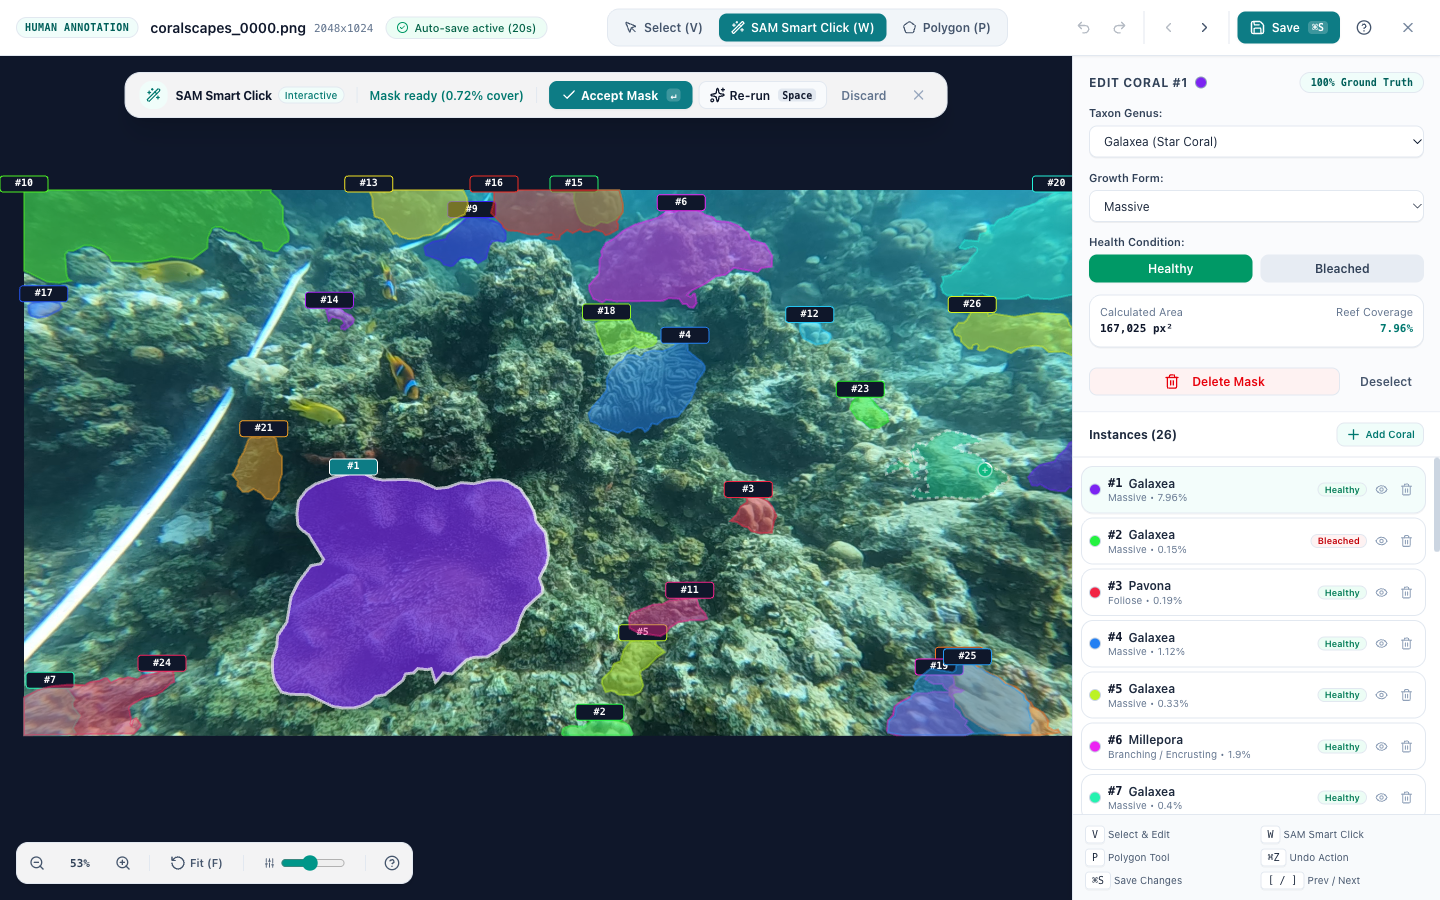 HUMAN ANNOTATION coralscapes_0000.png 2048x1024 Auto-save active (20s) Select (V) SAM Smart Click (W) Polygon (P) Save ⌘S
SAM Smart Click Interactive Mask ready (0.72% cover) Accept Mask ↵ Re-run Space Discard
#10 #13 #16 #15 #20
#9 #6
#17 #14 #18 #12 #26
#4
#23
#21
#1
#3
#11
#5
#24 #19 #25
#7
#2
53% Fit (F)
EDIT CORAL #1 100% Ground Truth
Taxon Genus:
Galaxea (Star Coral)
Growth Form:
Massive
Health Condition:
Healthy Bleached
Calculated Area Reef Coverage
167,025 px² 7.96%
Delete Mask Deselect
Instances (26) Add Coral
#1 Galaxea Healthy
Massive • 7.96%
#2 Galaxea Bleached
Massive • 0.15%
#3 Pavona Healthy
Foliose • 0.19%
#4 Galaxea Healthy
Massive • 1.12%
#5 Galaxea Healthy
Massive • 0.33%
#6 Millepora Healthy
Branching / Encrusting • 1.9%
#7 Galaxea Healthy
Massive • 0.4%
V Select & Edit W SAM Smart Click
P Polygon Tool ⌘Z Undo Action
⌘S Save Changes [ / ] Prev / Next